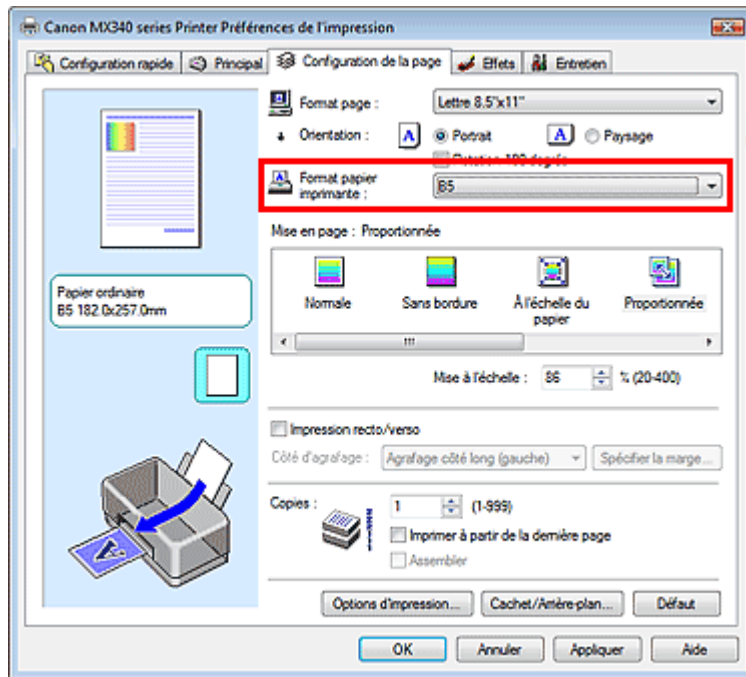 Canon MX340 series Printer Préférences de l'impression
Configuration rapide Principal Configuration de la page Effets Entretien
Format page : Lettre 8.5"x11"
Orientation : A Portrait A Paysage
Rotation 180 degrés
Format papier
imprimante : B5
Mise en page : Proportionnée
Normale Sans bordure À l'échelle du
papier Proportionnée
Papier ordinaire
B5 182.0x257.0mm
Mise à l'échelle : 86 % (20-400)
Impression recto/verso
Côté d'agrafage : Agrafage côté long (gauche) Spécifier la marge...
Copies : 1 (1-999)
Imprimer à partir de la dernière page
Assembler
Options d'impression... Cachet/Arrière-plan... Défaut
OK Annuler Appliquer Aide